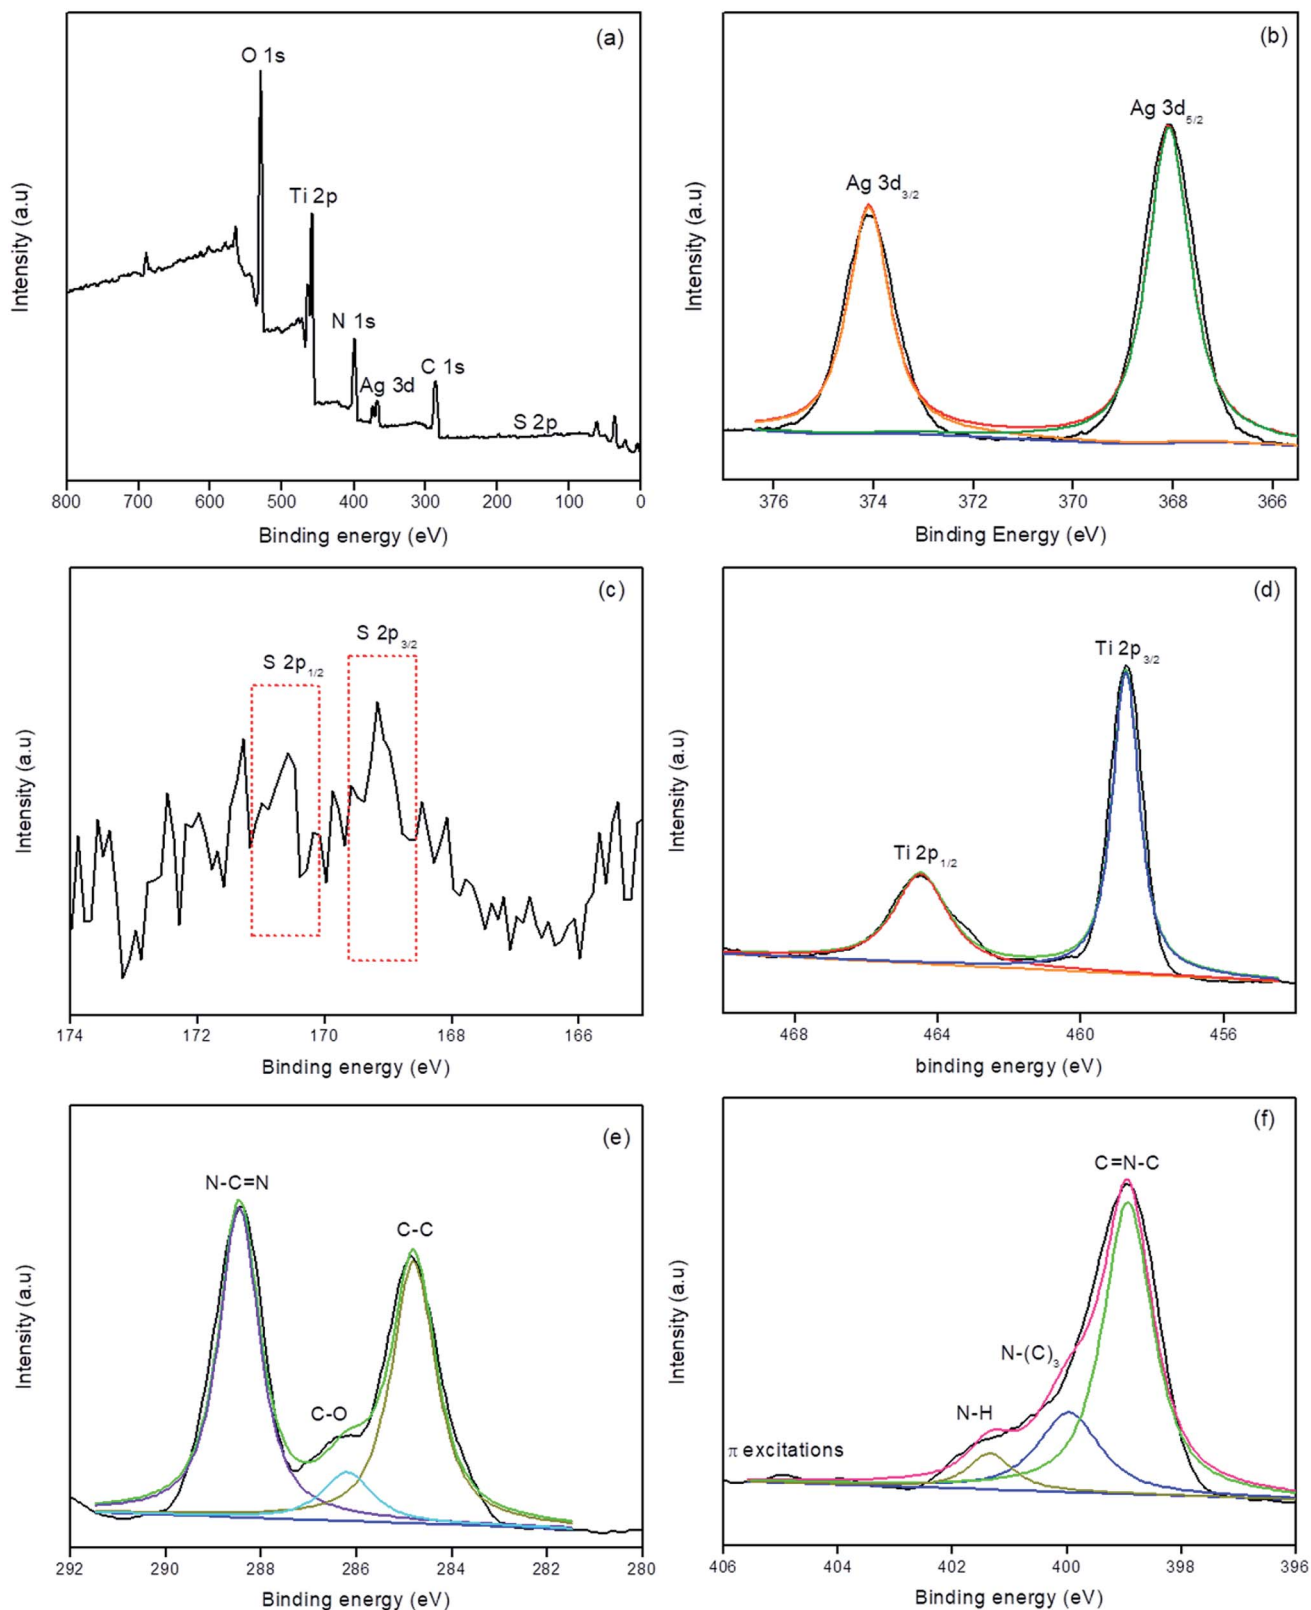 (a)
O 1s
Ti 2p
N 1s
Ag 3d
C 1s
S 2p
Intensity (a.u)
800 700 600 500 400 300 200 100 0
Binding energy (eV)
(b)
Ag 3d5/2
Ag 3d3/2
Intensity (a.u)
376 374 372 370 368 366
Binding Energy (eV)
(c)
S 2p3/2
S 2p1/2
Intensity (a.u)
174 172 170 168 166
Binding energy (eV)
(d)
Ti 2p3/2
Ti 2p1/2
Intensity (a.u)
468 464 460 456
binding energy (eV)
(e)
N-C=N
C-C
C-O
Intensity (a.u)
292 290 288 286 284 282 280
Binding energy (eV)
(f)
C=N-C
N-(C)3
N-H
π excitations
Intensity (a.u)
406 404 402 400 398 396
Binding energy (eV)